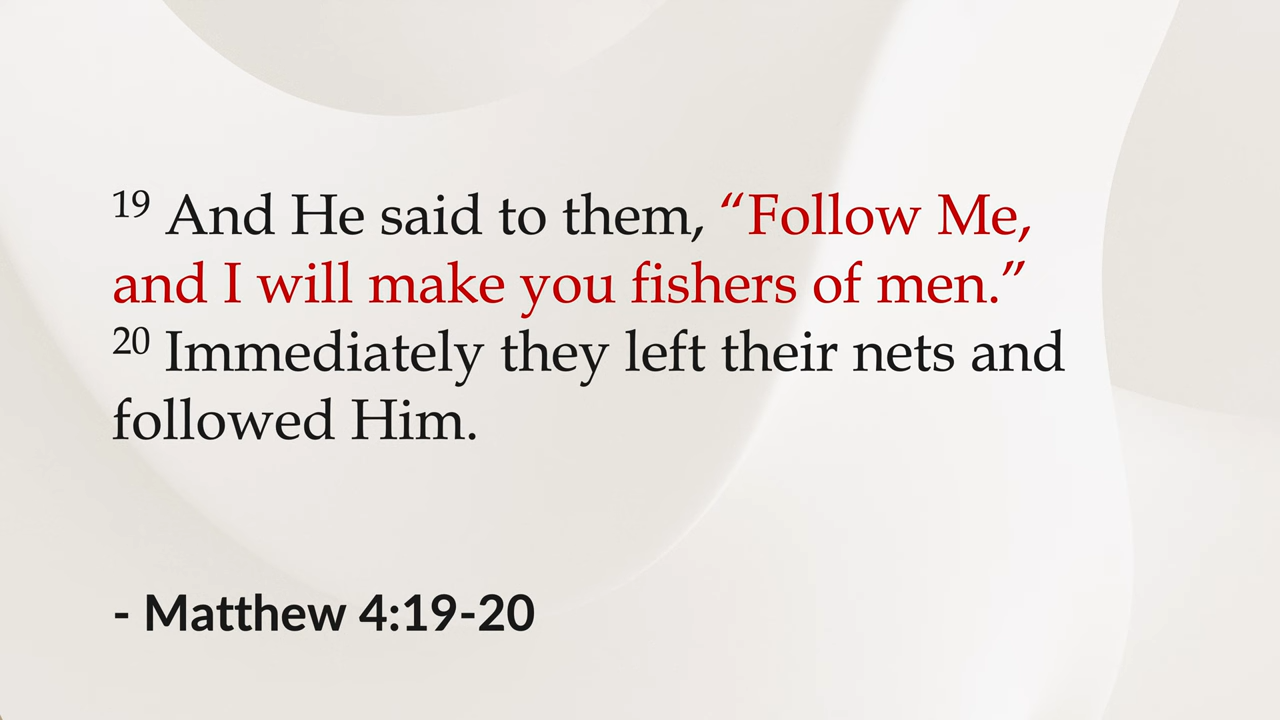 19 And He said to them, “Follow Me,
and I will make you fishers of men.”
20 Immediately they left their nets and
followed Him.
- Matthew 4:19-20